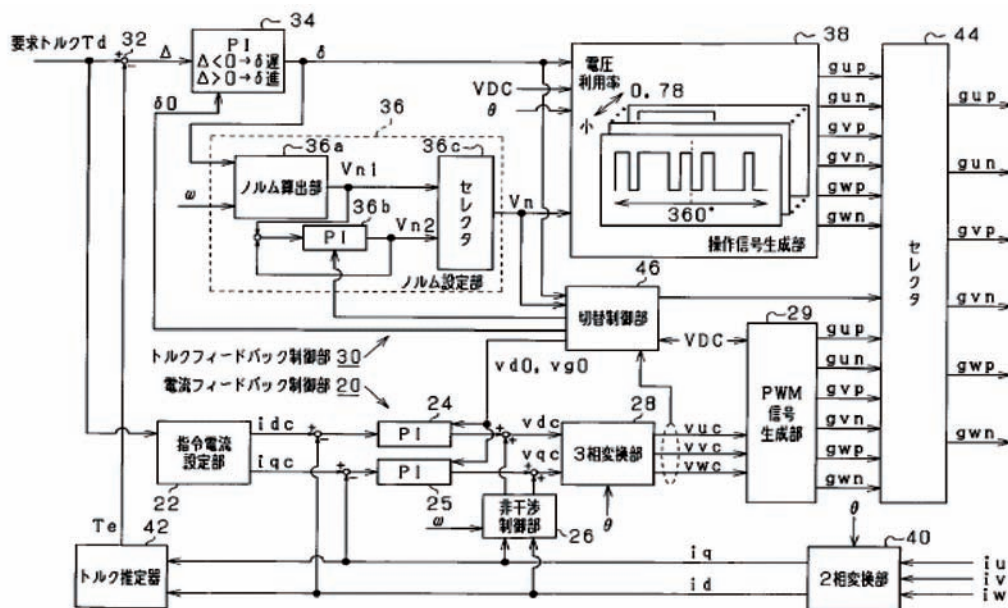 34
38
44
要求トルクTd
32
Δ
PI
Δ<0→δ遅
Δ>0→δ進
δ
電圧
利用率
VDC
θ
0.78
小
360°
操作信号生成部
gup
gun
gvp
gvn
gwp
gwn
δ0
36
36a
ノルム算出部
ω
Vn1
36b
PI
Vn2
36c
セレクタ
Vn
ノルム設定部
セレクタ
gup
gun
gvp
gvn
gwp
gwn
46
切替制御部
VDC
トルクフィードバック制御部 30
電流フィードバック制御部 20
vd0, vg0
29
PWM
信号
生成部
gup
gun
gvp
gvn
gwp
gwn
指令電流
設定部
22
idc
iqc
24
PI
PI
25
vdc
vqc
28
3相変換部
θ
vuc
vvc
vwc
非干渉
制御部
26
ω
Te
42
トルク推定器
iq
id
θ
40
2相変換部
iu
iv
iw